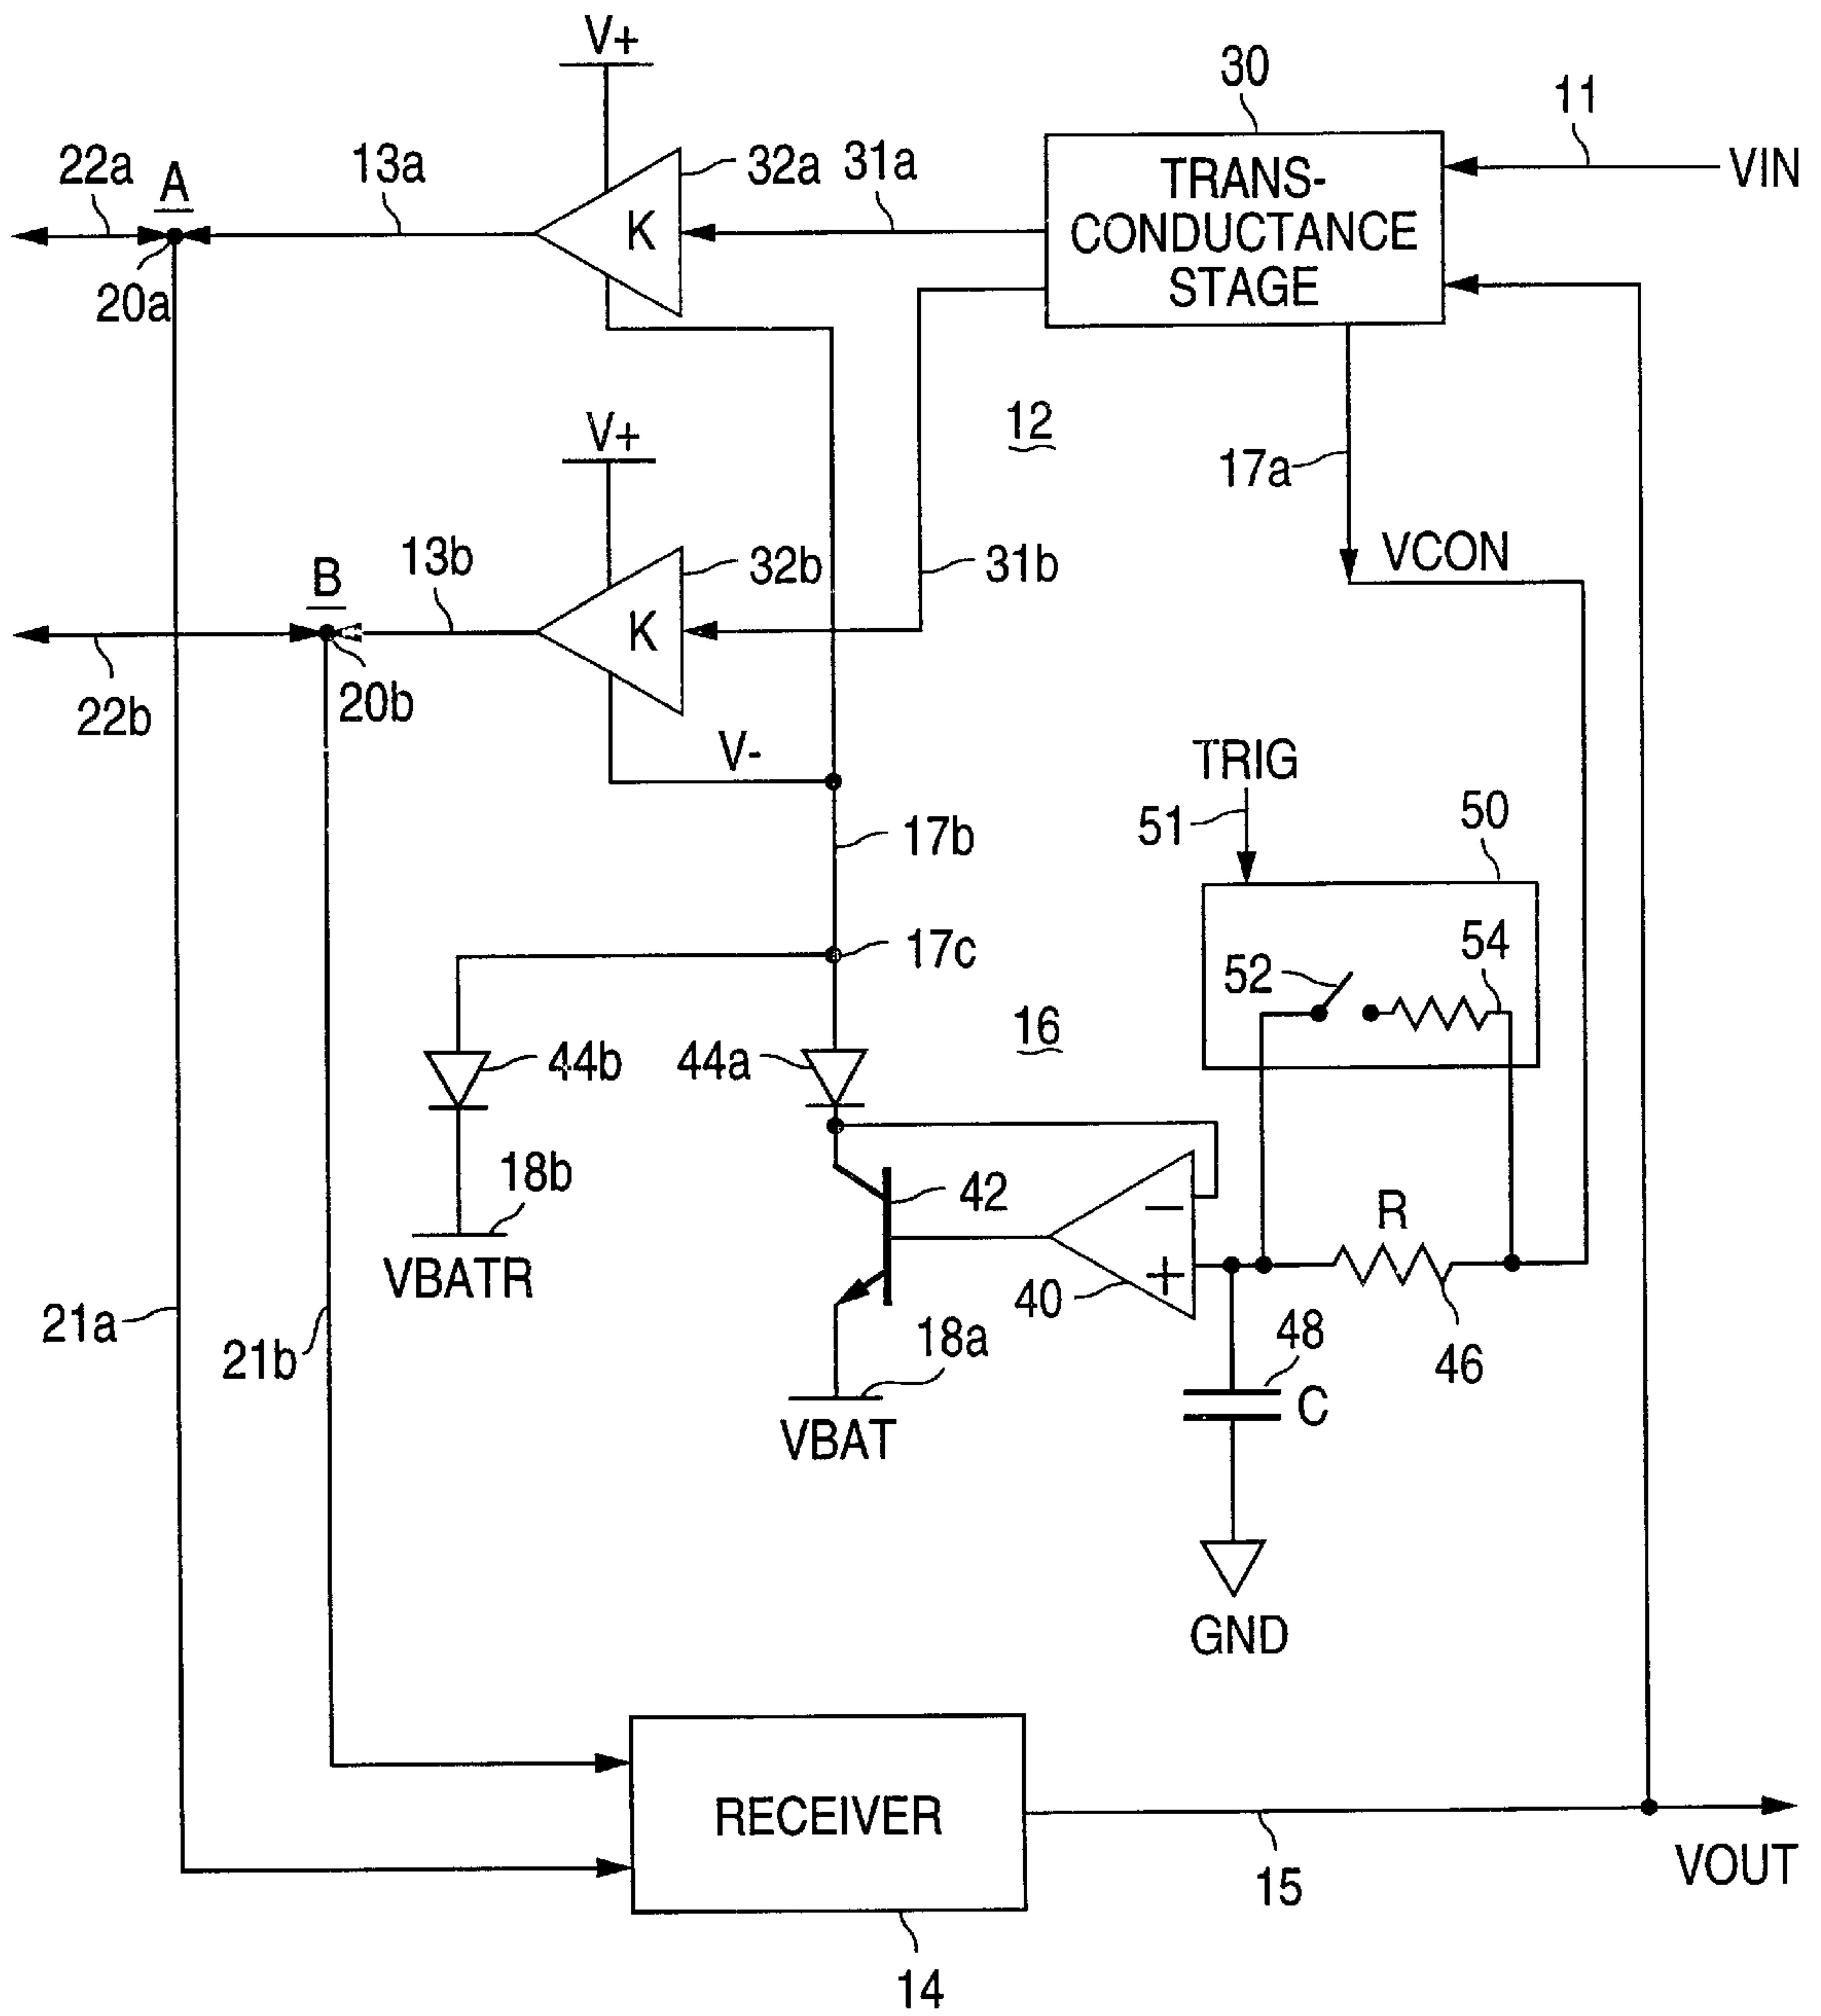 V+
30
11
22a
A
13a
32a
31a
TRANS-
CONDUCTANCE
STAGE
VIN
K
20a
12
V+
17a
VCON
B
13b
32b
31b
K
22b
20b
V-
TRIG
51
50
17b
17c
54
52
16
44b
44a
18b
42
R
VBATR
40
21a
21b
18a
48
46
C
VBAT
GND
RECEIVER
15
VOUT
14
−
+